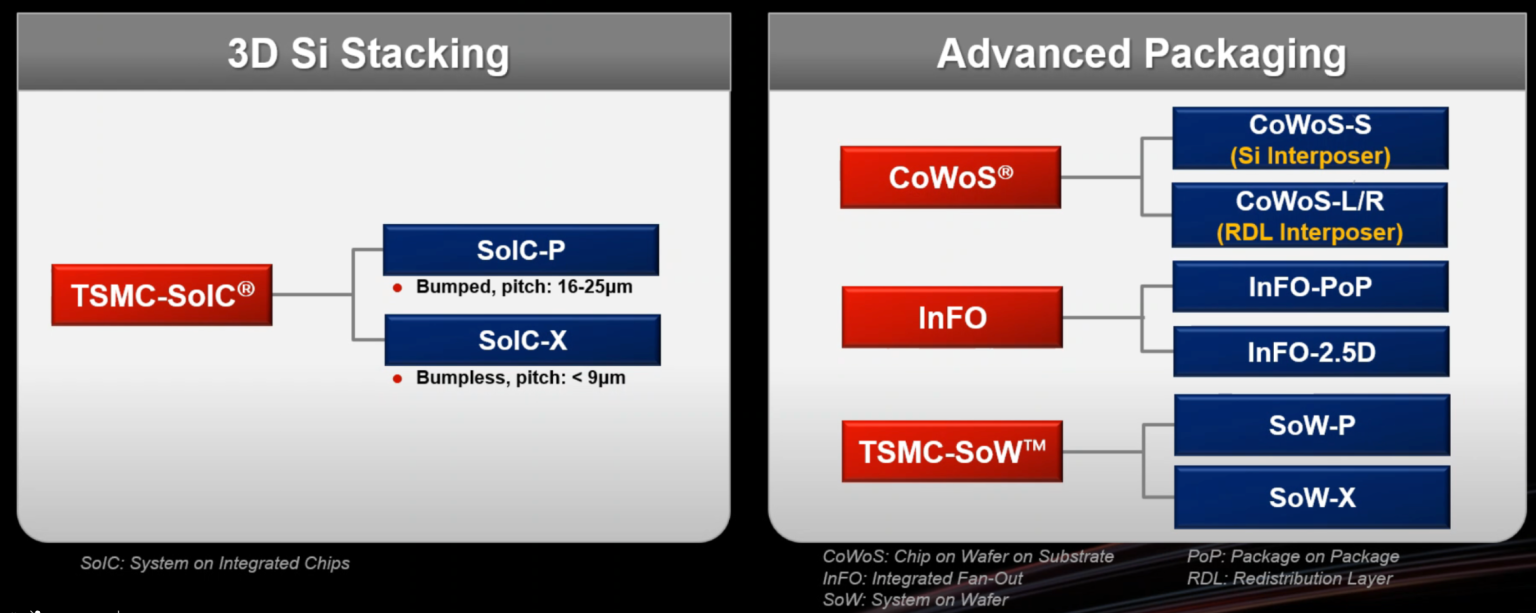 3D Si Stacking
TSMC-SoIC®
SoIC-P
● Bumped, pitch: 16-25µm
SoIC-X
● Bumpless, pitch: < 9µm
SoIC: System on Integrated Chips
Advanced Packaging
CoWoS®
CoWoS-S
(Si Interposer)
CoWoS-L/R
(RDL Interposer)
InFO
InFO-PoP
InFO-2.5D
TSMC-SoW™
SoW-P
SoW-X
CoWoS: Chip on Wafer on Substrate
InFO: Integrated Fan-Out
SoW: System on Wafer
PoP: Package on Package
RDL: Redistribution Layer